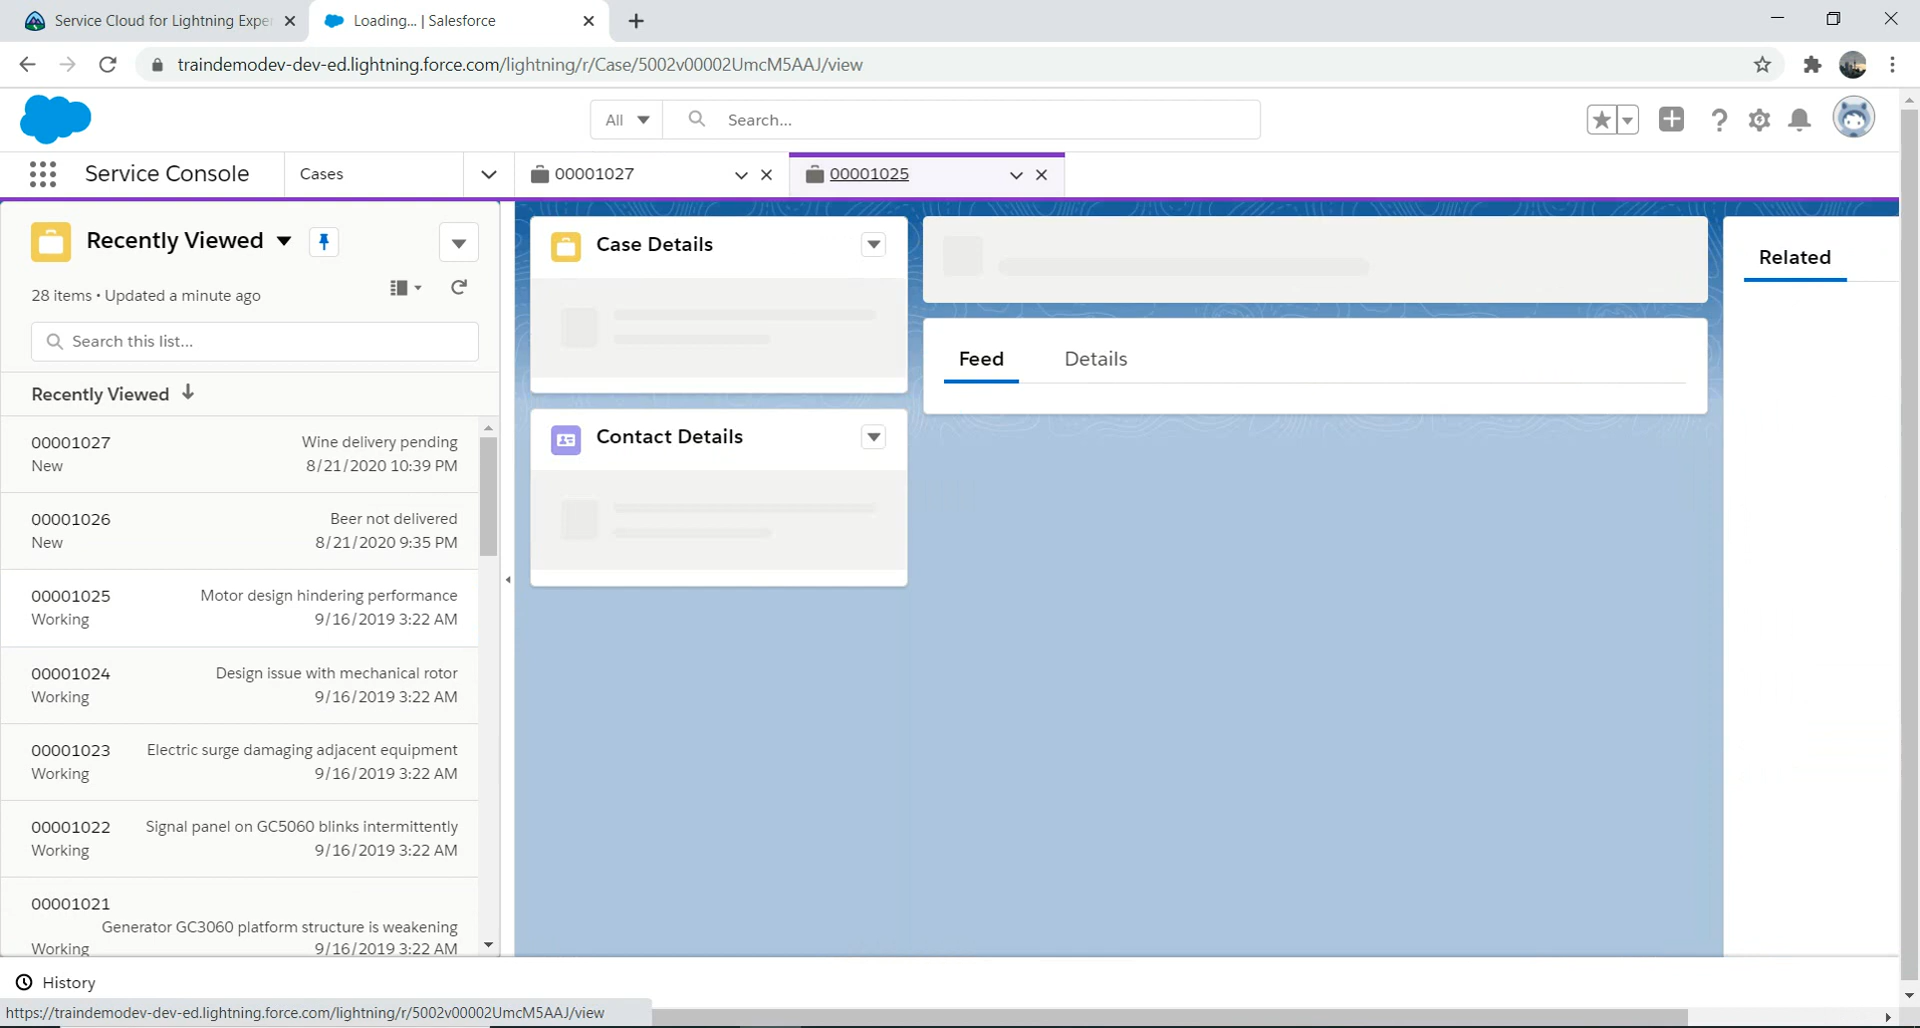 Service Cloud for Lightning Exper
Loading... | Salesforce
traindemodev-dev-ed.lightning.force.com/lightning/r/Case/5002v00002UmcM5AAJ/view
All
Search...
Service Console
Cases
00001027
00001025
Recently Viewed
28 items • Updated a minute ago
Search this list...
Recently Viewed
00001027 Wine delivery pending
New 8/21/2020 10:39 PM
00001026 Beer not delivered
New 8/21/2020 9:35 PM
00001025 Motor design hindering performance
Working 9/16/2019 3:22 AM
00001024 Design issue with mechanical rotor
Working 9/16/2019 3:22 AM
00001023 Electric surge damaging adjacent equipment
Working 9/16/2019 3:22 AM
00001022 Signal panel on GC5060 blinks intermittently
Working 9/16/2019 3:22 AM
00001021
Generator GC3060 platform structure is weakening
Working 9/16/2019 3:22 AM
Case Details
Contact Details
Feed
Details
Related
History
https://traindemodev-dev-ed.lightning.force.com/lightning/r/5002v00002UmcM5AAJ/view